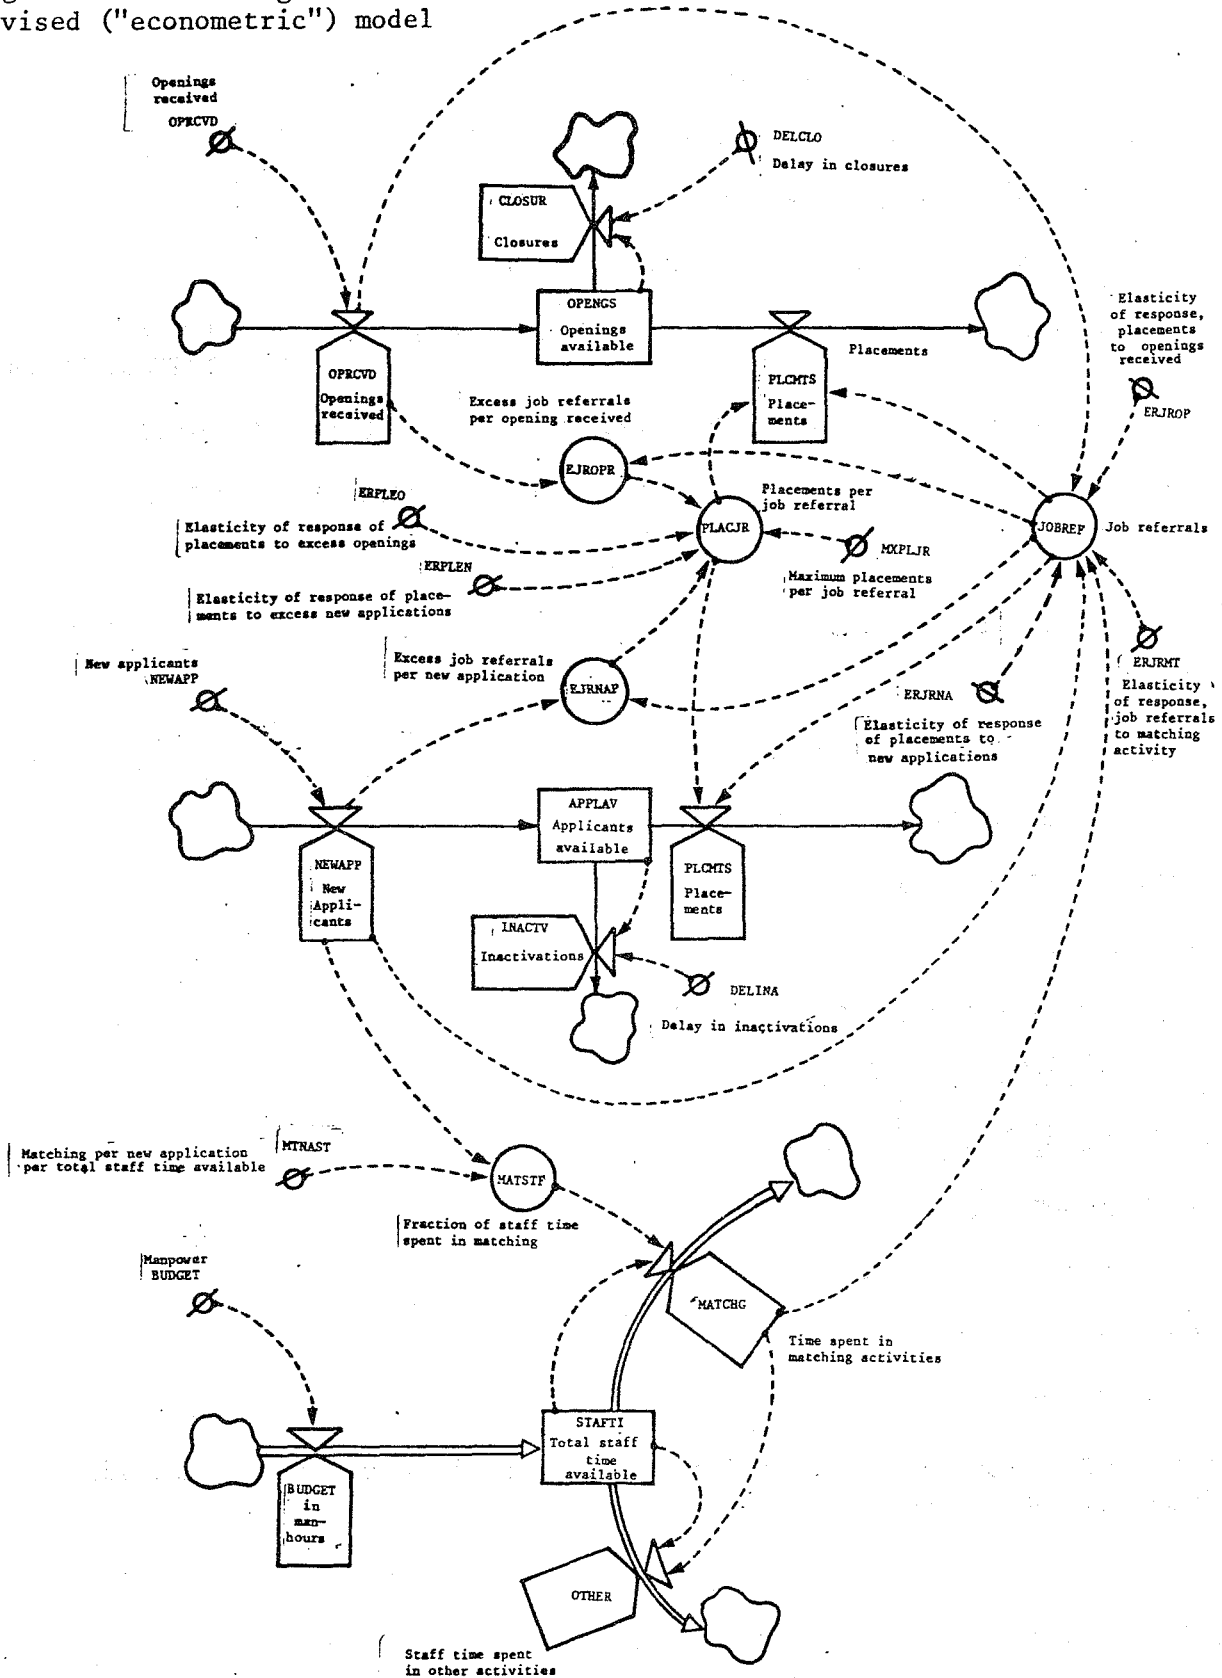 vised ("econometric") model
Openings
received
OPRCVD
DELCLO
Delay in closures
CLOSUR
Closures
OPENGS
Openings
available
Placements
Elasticity
of response,
placements
to openings
received
ERJROP
OPRCVD
Openings
received
Excess job referrals
per opening received
PLCMTS
Place-
ments
EJROPR
ERPLEO
Elasticity of response of
placements to excess openings
Placements per
job referral
PLACJR
JOBREF
Job referrals
MXPLJR
Maximum placements
per job referral
ERPLEN
Elasticity of response of place-
ments to excess new applications
New applicants
NEWAPP
Excess job referrals
per new application
EJRNAP
ERJRNA
Elasticity of response
of placements to
new applications
ERJRMT
Elasticity
of response,
job referrals
to matching
activity
APPLAV
Applicants
available
NEWAPP
New
Appli-
cants
PLCMTS
Place-
ments
INACTV
Inactivations
DELINA
Delay in inactivations
MTNAST
Matching per new application
per total staff time available
MATSTF
Fraction of staff time
spent in matching
Manpower
BUDGET
MATCHG
Time spent in
matching activities
STAFTI
Total staff
time
available
BUDGET
in
man-
hours
OTHER
Staff time spent
in other activities